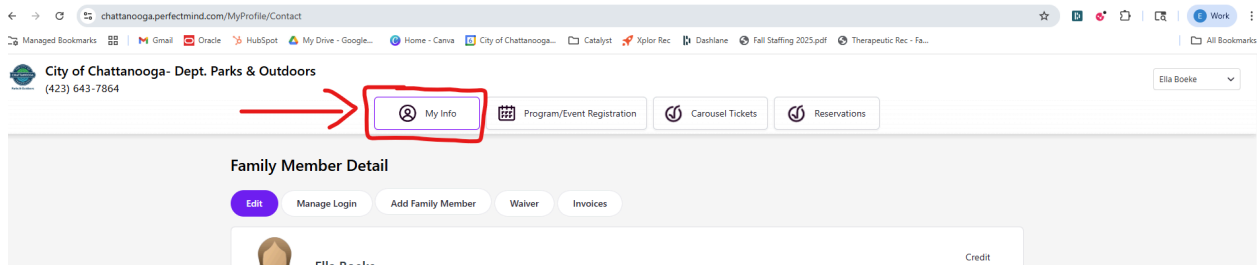 chattanooga.perfectmind.com/MyProfile/Contact
E Work
Managed Bookmarks M Gmail Oracle HubSpot My Drive - Google... Home - Canva City of Chattanooga... Catalyst Xplor Rec Dashlane Fall Staffing 2025.pdf Therapeutic Rec - Fa... All Bookmarks
City of Chattanooga- Dept. Parks & Outdoors
(423) 643-7864
Ella Boeke
My Info Program/Event Registration Carousel Tickets Reservations
Family Member Detail
Edit Manage Login Add Family Member Waiver Invoices
Credit
Ella Boeke